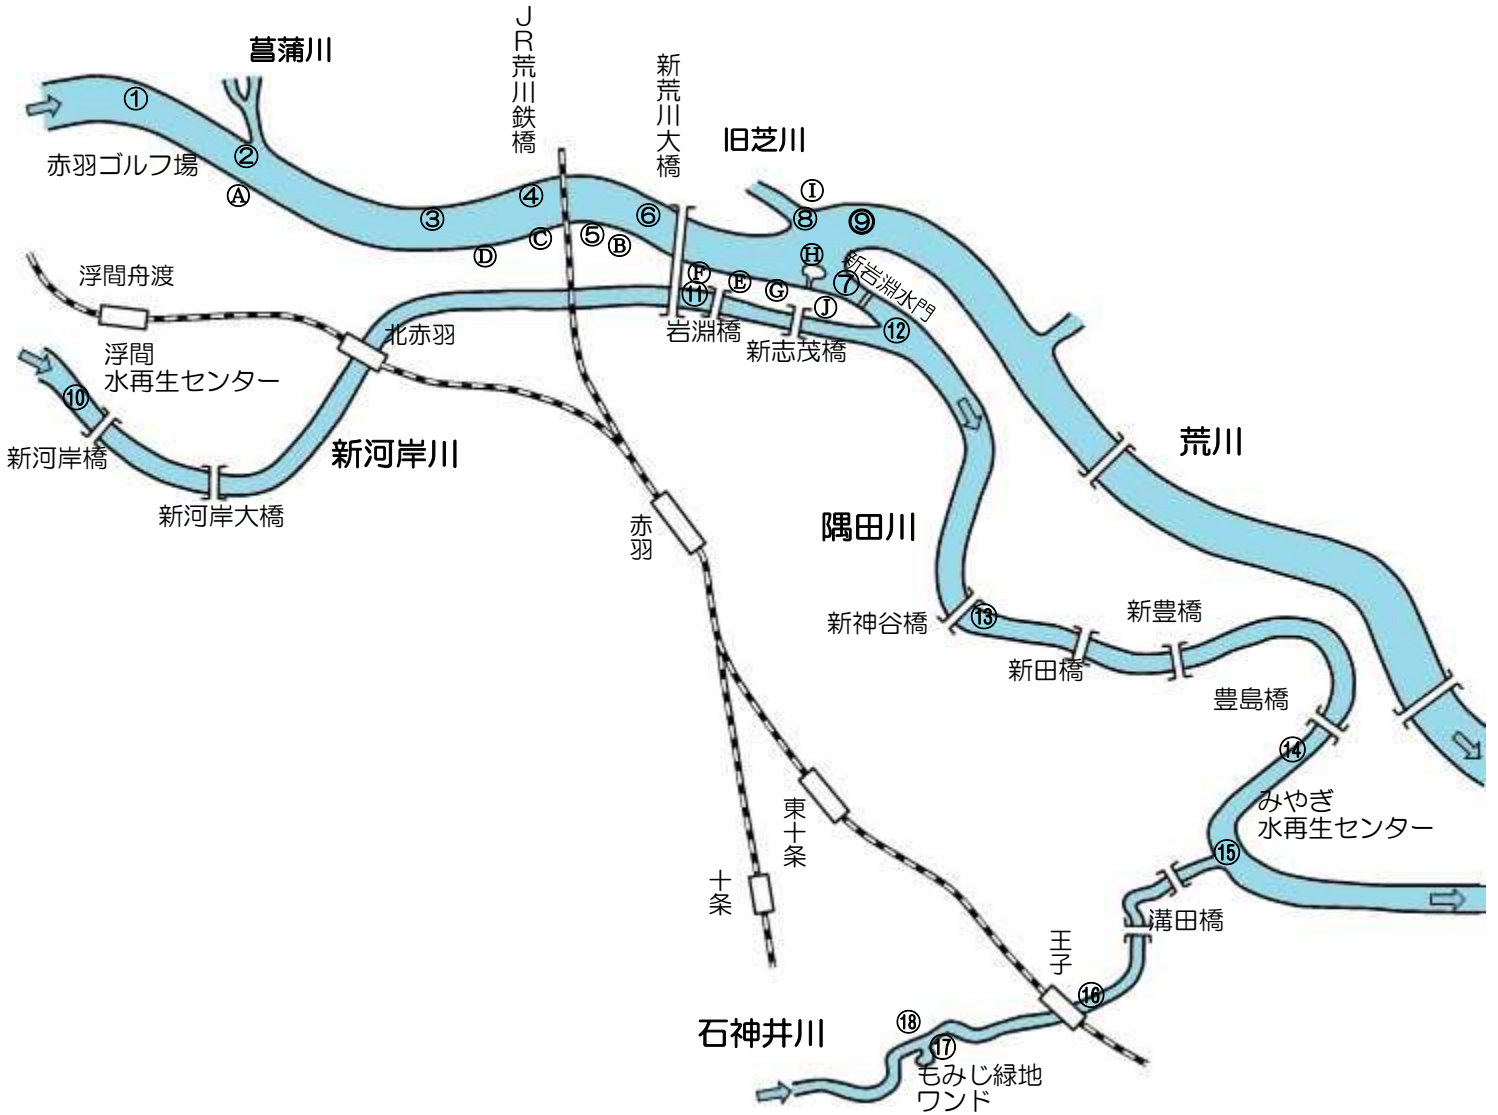 菖蒲川
JR荒川鉄橋
新荒川大橋
旧芝川
①
赤羽ゴルフ場
②
Ⓐ
③
④
Ⓓ
Ⓒ
⑤
Ⓑ
⑥
Ⓘ
⑧
⑨
Ⓗ
Ⓕ
Ⓔ
Ⓖ
⑦
新岩淵水門
⑪
Ⓙ
⑫
岩淵橋
新志茂橋
浮間舟渡
浮間
水再生センター
北赤羽
⑩
新河岸橋
新河岸川
新河岸大橋
赤羽
荒川
隅田川
新神谷橋
⑬
新田橋
新豊橋
豊島橋
⑭
みやぎ
水再生センター
⑮
東十条
十条
溝田橋
王子
⑯
石神井川
⑱
⑰
もみじ緑地
ワンド